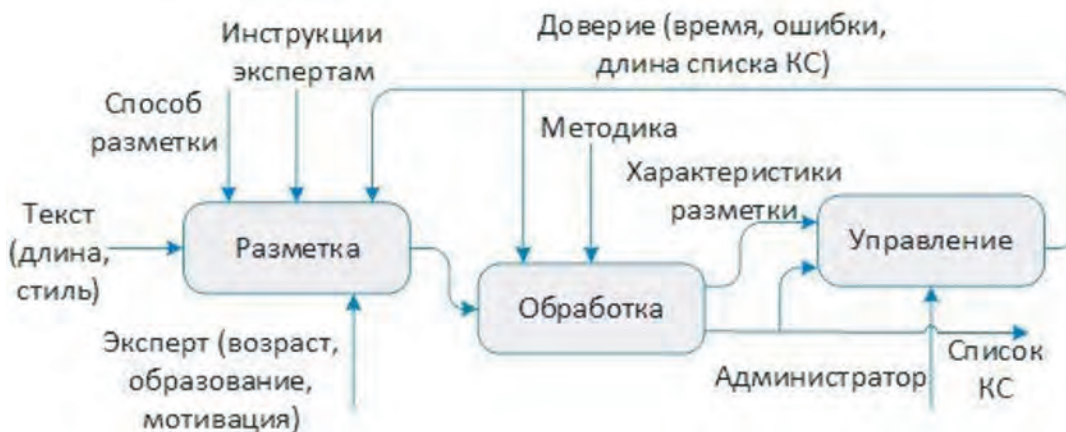 Инструкции
экспертам
Доверие (время, ошибки,
длина списка КС)
Способ
разметки
Методика
Характеристики
разметки
Текст
(длина,
стиль)
Разметка
Управление
Обработка
Эксперт (возраст,
образование,
мотивация)
Администратор
Список
КС